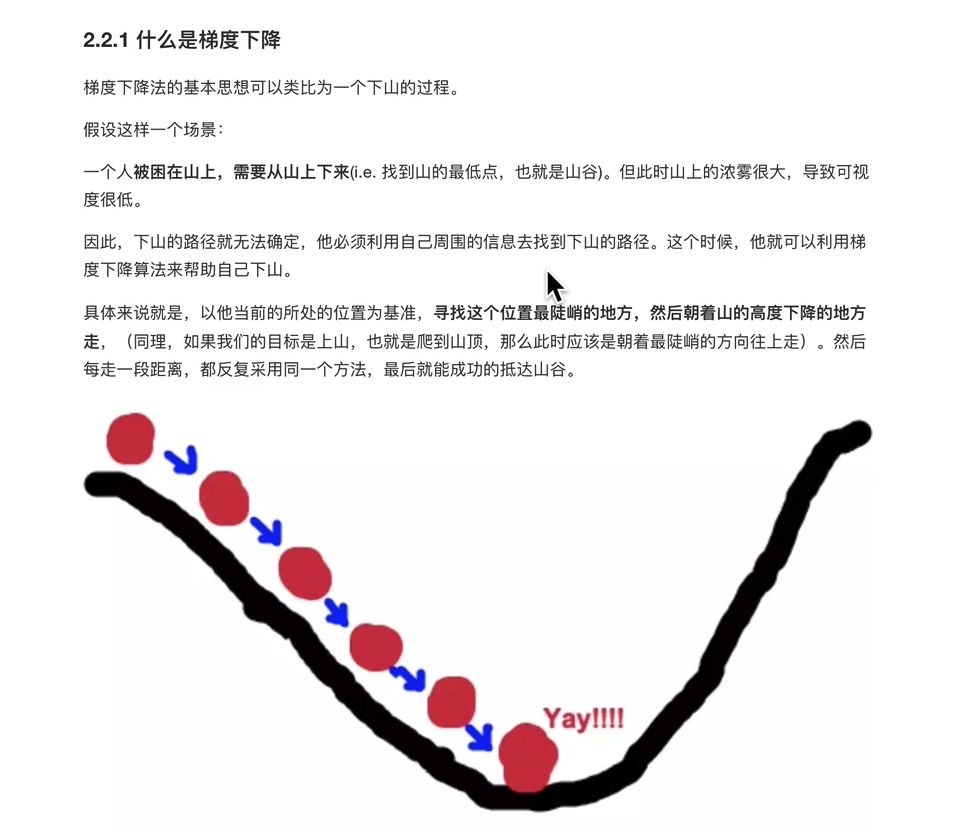 2.2.1 什么是梯度下降
梯度下降法的基本思想可以类比为一个下山的过程。
假设这样一个场景：
一个人被困在山上，需要从山上下来(i.e. 找到山的最低点，也就是山谷)。但此时山上的浓雾很大，导致可视
度很低。
因此，下山的路径就无法确定，他必须利用自己周围的信息去找到下山的路径。这个时候，他就可以利用梯
度下降算法来帮助自己下山。
具体来说就是，以他当前的所处的位置为基准，寻找这个位置最陡峭的地方，然后朝着山的高度下降的地方
走，（同理，如果我们的目标是上山，也就是爬到山顶，那么此时应该是朝着最陡峭的方向往上走）。然后
每走一段距离，都反复采用同一个方法，最后就能成功的抵达山谷。
Yay!!!!